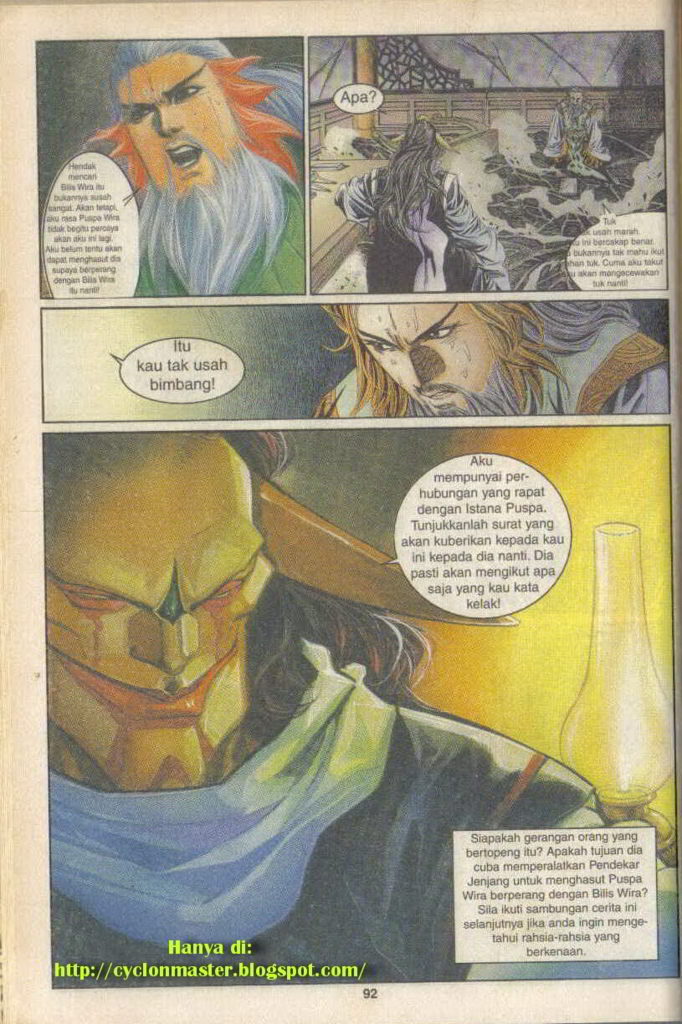 Hendak
mencari
Bilis Wira itu
bukannya susah
sangat. Akan tetapi,
aku rasa Puspa Wira
tidak begitu percaya
akan aku ini lagi.
Aku belum tentu akan
dapat menghasut dia
supaya berperang
dengan Bilis Wira
itu nanti!
Apa?
Tuk
usah marah.
ini bercakap benar.
bukannya tak mahu ikut
Cuma aku takut
akan mengecewakan
tuk nanti!
Itu
kau tak usah
bimbang!
Aku
mempunyai per-
hubungan yang rapat
dengan Istana Puspa.
Tunjukkanlah surat yang
akan kuberikan kepada kau
ini kepada dia nanti. Dia
pasti akan mengikut apa
saja yang kau kata
kelak!
Siapakah gerangan orang yang
bertopeng itu? Apakah tujuan dia
cuba memperalatkan Pendekar
Jenjang untuk menghasut Puspa
Wira berperang dengan Bilis Wira?
Sila ikuti sambungan cerita ini
selanjutnya jika anda ingin menge-
tahui rahsia-rahsia yang
berkenaan.
Hanya di:
http://cyclonmaster.blogspot.com/
92